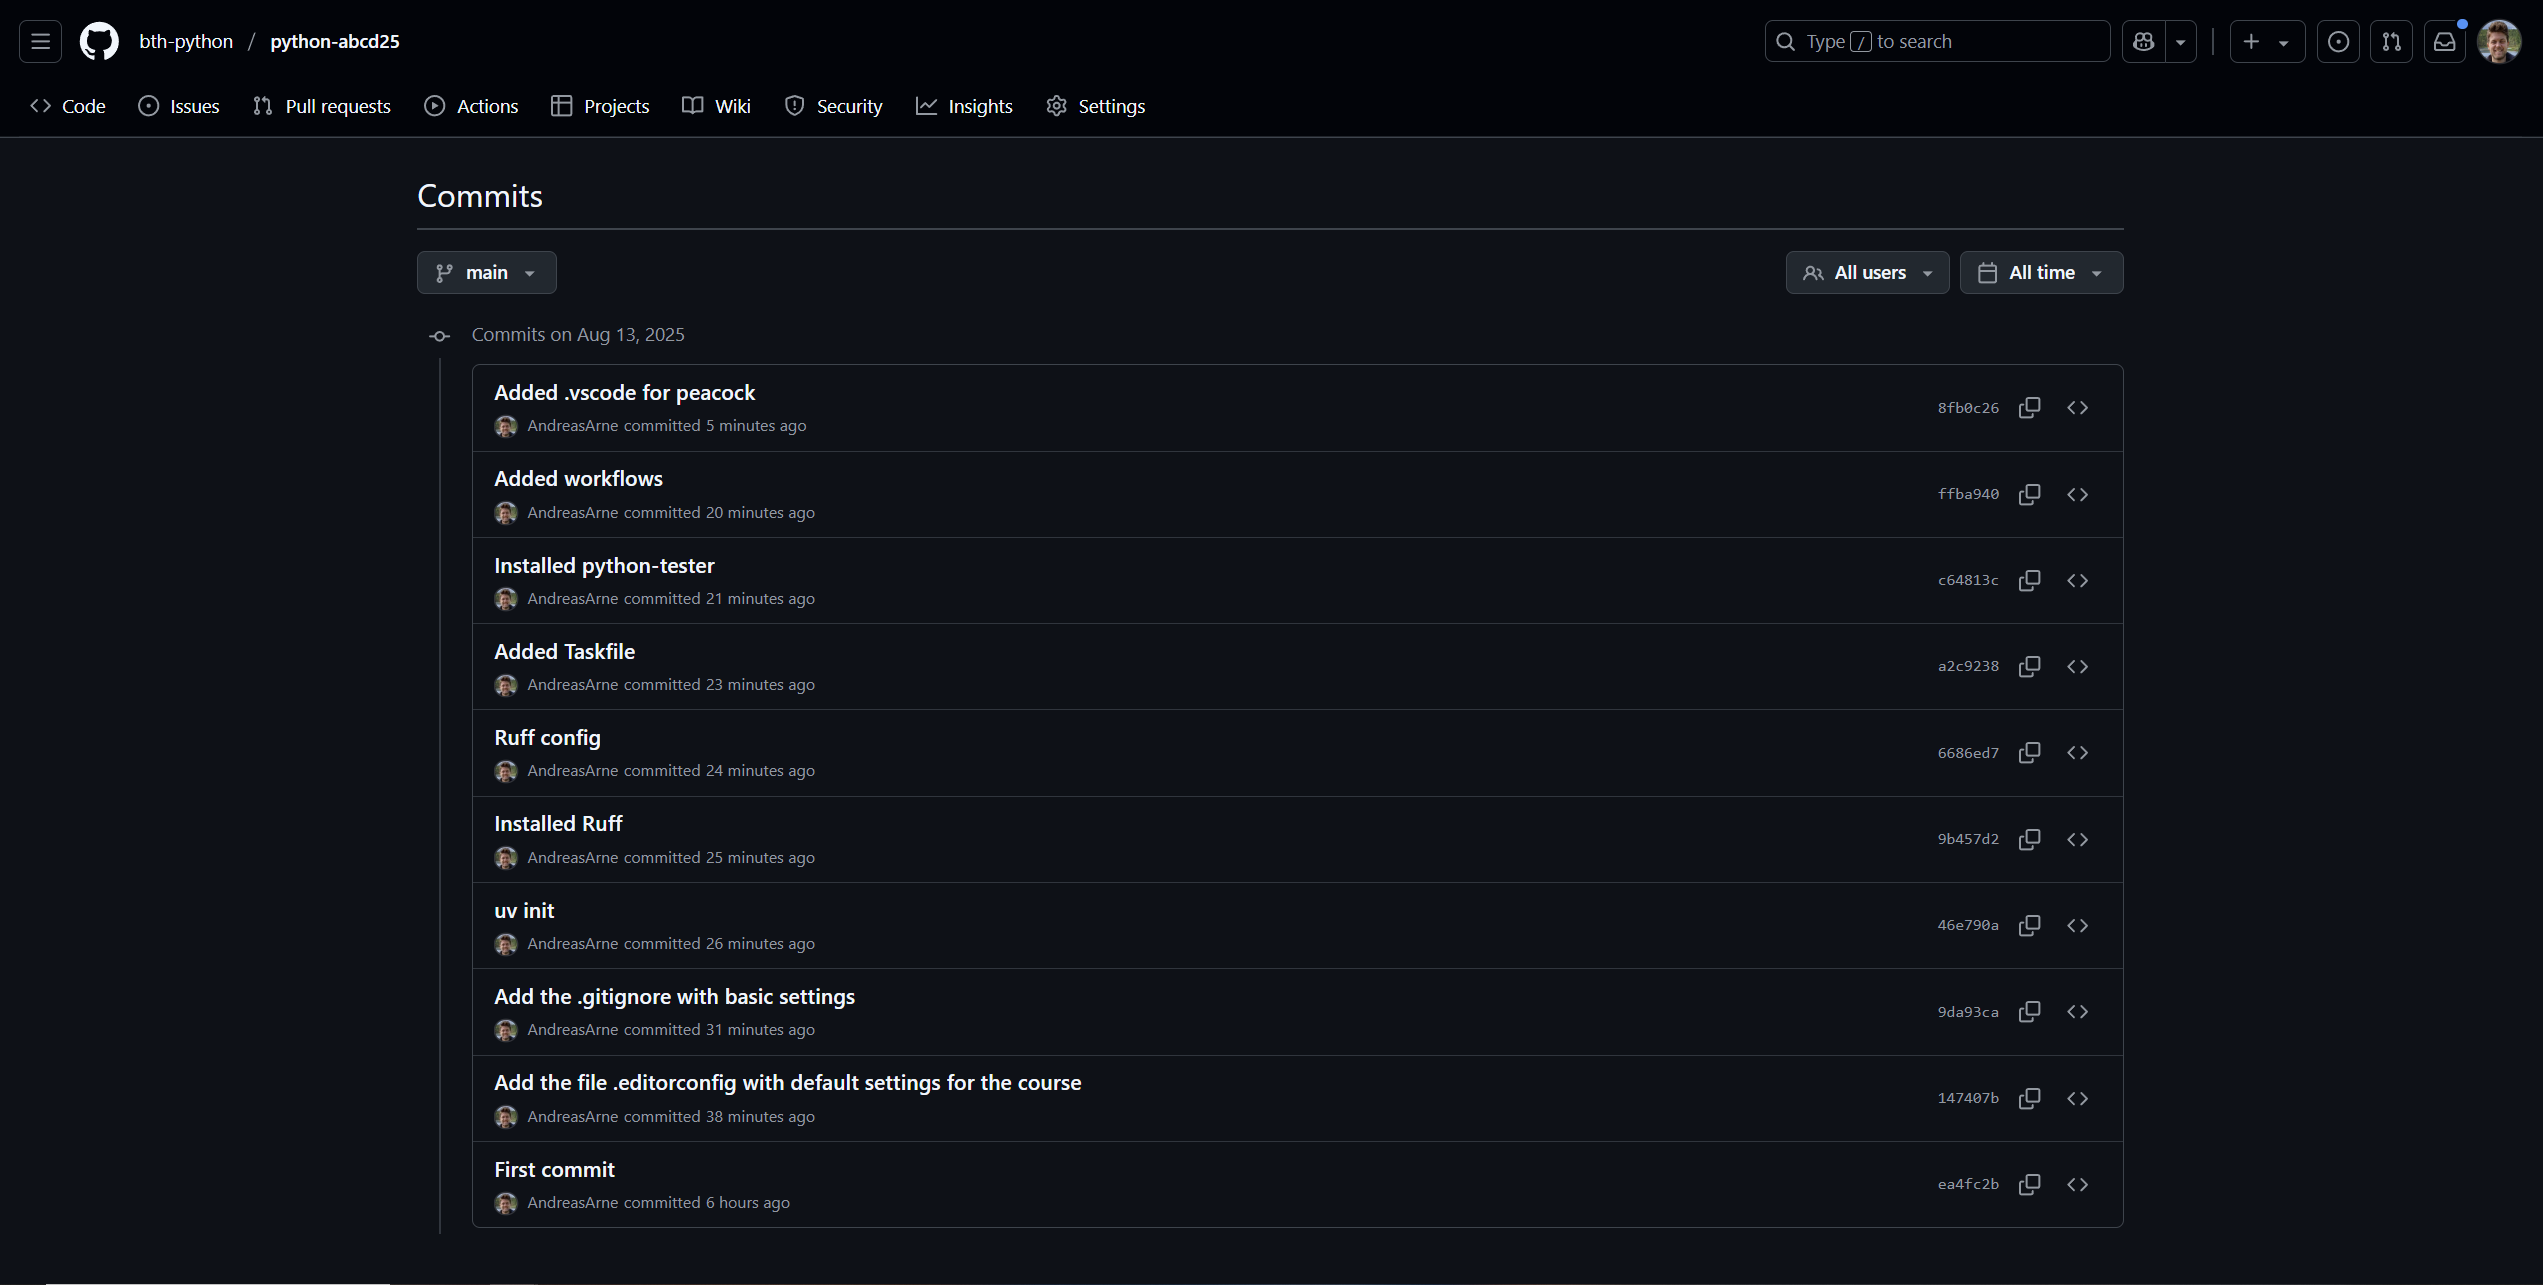 bth-python / python-abcd25
Type / to search
Code Issues Pull requests Actions Projects Wiki Security Insights Settings
Commits
main
All users All time
Commits on Aug 13, 2025
Added .vscode for peacock
AndreasArne committed 5 minutes ago
8fb0c26
Added workflows
AndreasArne committed 20 minutes ago
ffba940
Installed python-tester
AndreasArne committed 21 minutes ago
c64813c
Added Taskfile
AndreasArne committed 23 minutes ago
a2c9238
Ruff config
AndreasArne committed 24 minutes ago
6686ed7
Installed Ruff
AndreasArne committed 25 minutes ago
9b457d2
uv init
AndreasArne committed 26 minutes ago
46e790a
Add the .gitignore with basic settings
AndreasArne committed 31 minutes ago
9da93ca
Add the file .editorconfig with default settings for the course
AndreasArne committed 38 minutes ago
147407b
First commit
AndreasArne committed 6 hours ago
ea4fc2b